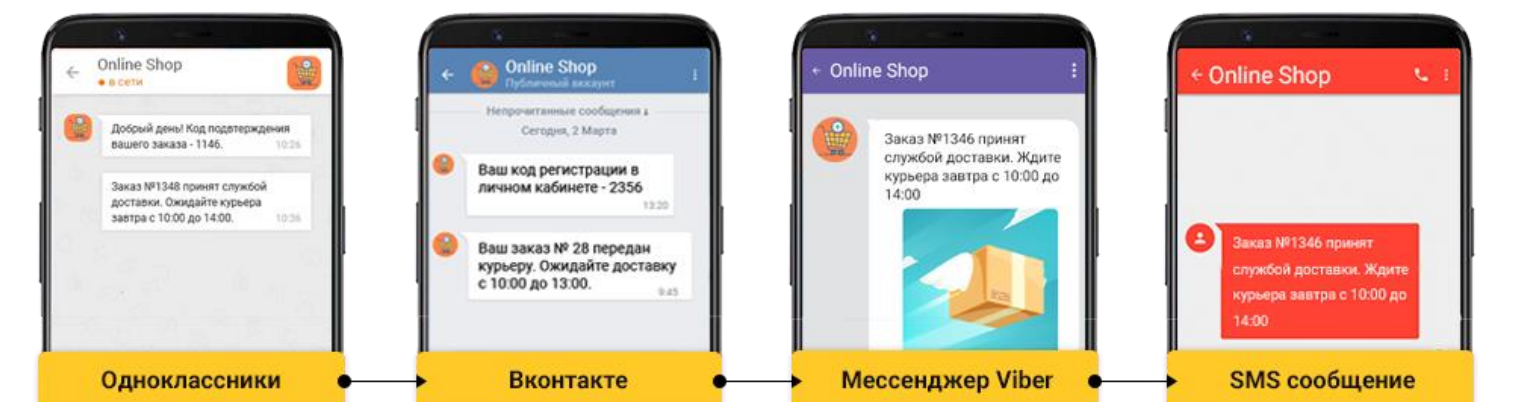 Online Shop
в сети
Добрый день! Код подвтерждения
вашего заказа - 1146.
10:26
Заказ №1348 принят службой
доставки. Ожидайте курьера
завтра с 10:00 до 14:00.
10:36
Одноклассники
Online Shop
Публичный аккаунт
Непрочитанные сообщения ↓
Сегодня, 2 Марта
Ваш код регистрации в
личном кабинете - 2356
13:20
Ваш заказ № 28 передан
курьеру. Ожидайте доставку
с 10:00 до 13:00.
9:45
Вконтакте
Online Shop
Заказ №1346 принят
службой доставки. Ждите
курьера завтра с 10:00 до
14:00
Мессенджер Viber
Online Shop
Заказ №1346 принят
службой доставки. Ждите
курьера завтра с 10:00 до
14:00
SMS сообщение